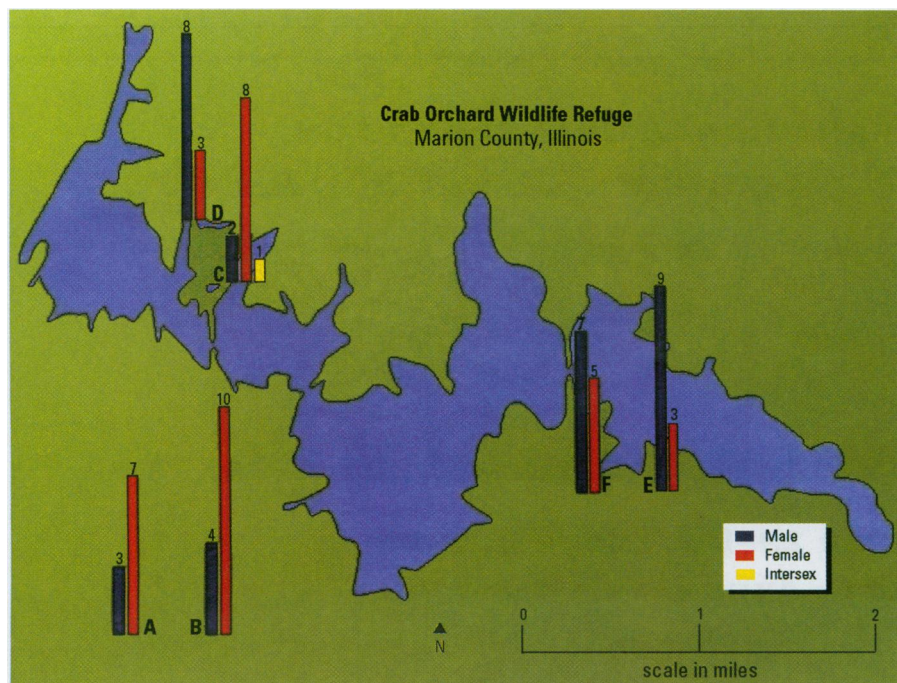 8
8
Crab Orchard Wildlife Refuge
Marion County, Illinois
3
D
2
1
C
9
7
5
3
10
7
4
3
F
E
A
B
Male
Female
Intersex
N
0
1
2
scale in miles